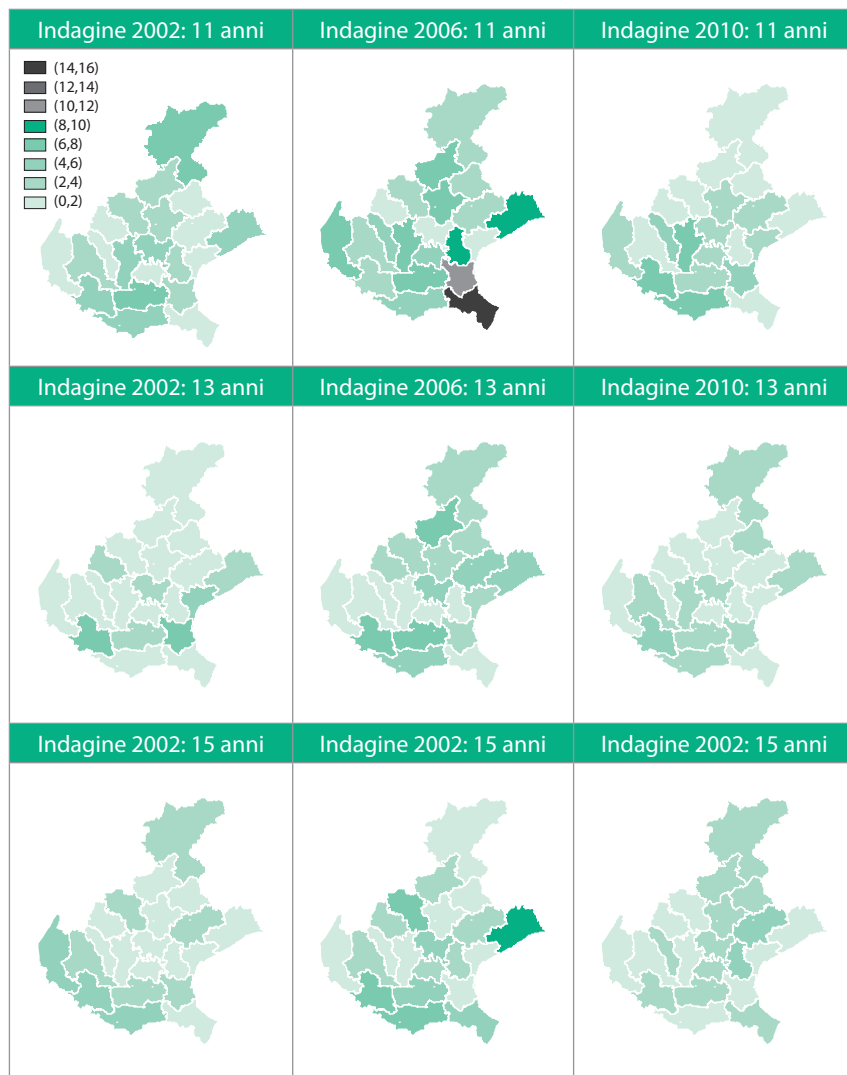 Indagine 2002: 11 anni
Indagine 2006: 11 anni
Indagine 2010: 11 anni
(14,16)
(12,14)
(10,12)
(8,10)
(6,8)
(4,6)
(2,4)
(0,2)
Indagine 2002: 13 anni
Indagine 2006: 13 anni
Indagine 2010: 13 anni
Indagine 2002: 15 anni
Indagine 2002: 15 anni
Indagine 2002: 15 anni